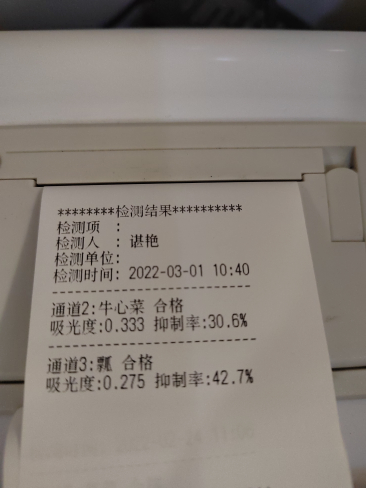 ********检测结果**********
检测项 :
检测人 : 谌艳
检测单位:
检测时间: 2022-03-01 10:40
------------------------------
通道2:牛心菜 合格
吸光度:0.333 抑制率:30.6%
------------------------------
通道3:瓢 合格
吸光度:0.275 抑制率:42.7%